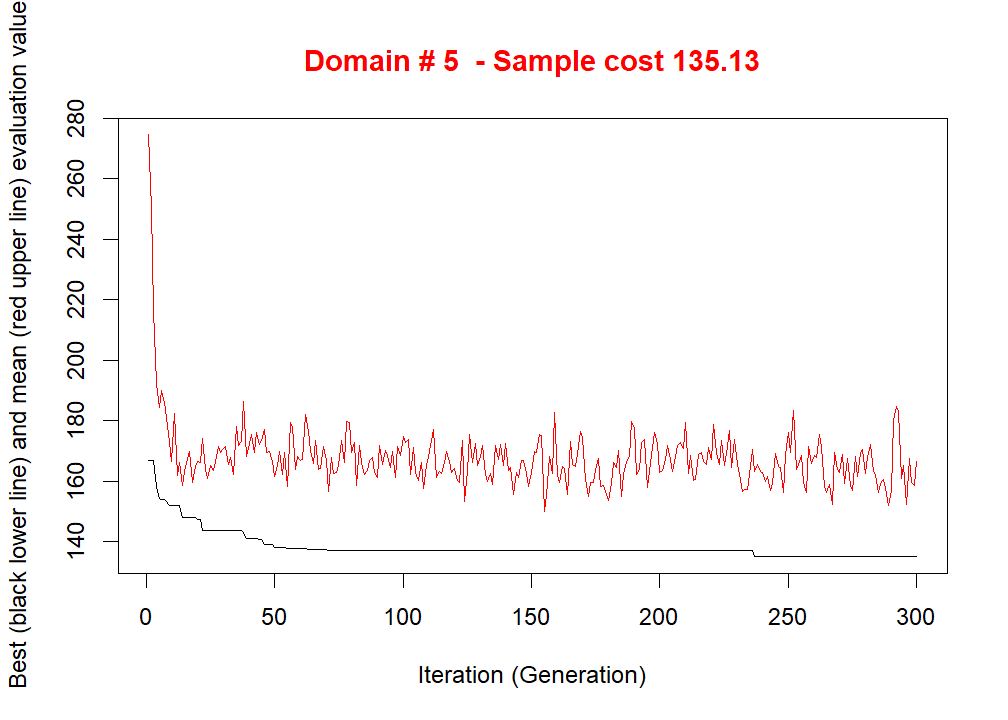 Domain # 5  - Sample cost 135.13
Best (black lower line) and mean (red upper line) evaluation value
280
260
240
220
200
180
160
140
0 50 100 150 200 250 300
Iteration (Generation)